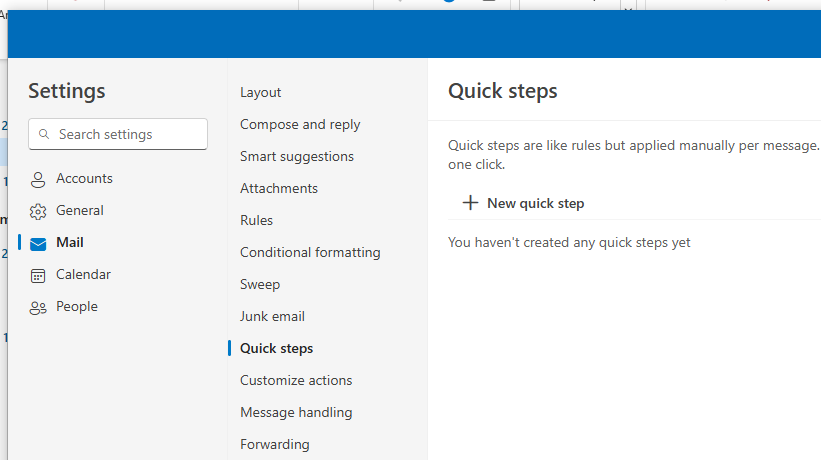 Settings
Search settings
Accounts
General
Mail
Calendar
People
Layout
Compose and reply
Smart suggestions
Attachments
Rules
Conditional formatting
Sweep
Junk email
Quick steps
Customize actions
Message handling
Forwarding
Quick steps
Quick steps are like rules but applied manually per message.
one click.
New quick step
You haven't created any quick steps yet